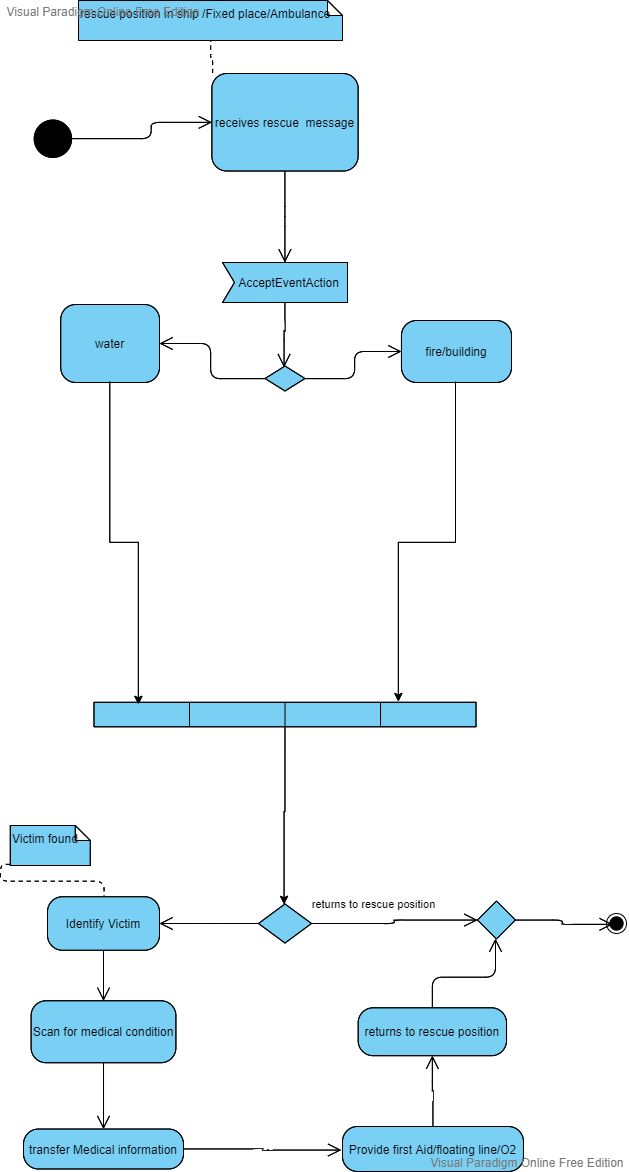 Visual Paradigm Online Free Edition
rescue position in ship /Fixed place/Ambulance
receives rescue  message
AcceptEventAction
water
fire/building
Victim found
returns to rescue position
Identify Victim
Scan for medical condition
returns to rescue position
transfer Medical information
Provide first Aid/floating line/O2
Visual Paradigm Online Free Edition